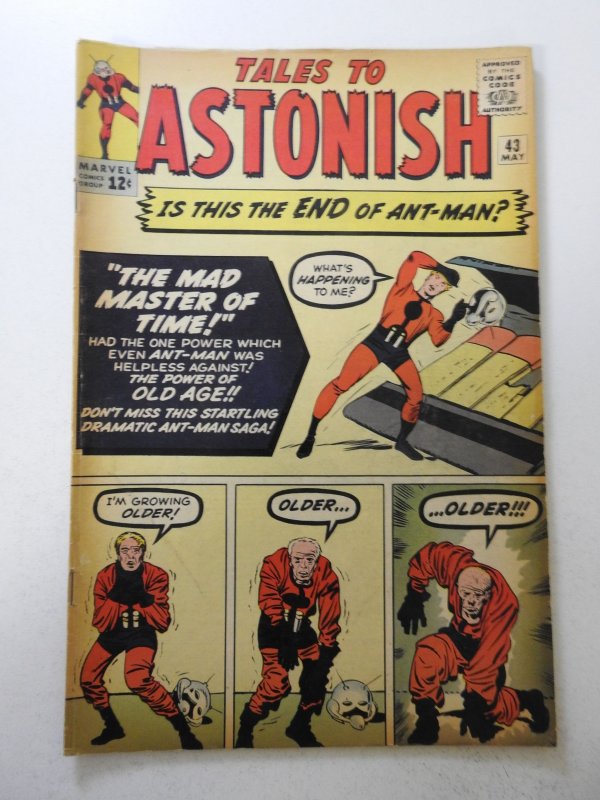 TALES TO
ASTONISH
APPROVED
BY THE
COMICS
CODE
AUTHORITY
MARVEL
COMICS
GROUP
12¢
43
MAY
IS THIS THE END OF ANT-MAN?
"THE MAD
MASTER OF
TIME!"
HAD THE ONE POWER WHICH
EVEN ANT-MAN WAS
HELPLESS AGAINST!
THE POWER OF
OLD AGE!!
DON'T MISS THIS STARTLING
DRAMATIC ANT-MAN SAGA!
WHAT'S
HAPPENING
TO ME?
I'M GROWING
OLDER!
OLDER...
...OLDER!!!